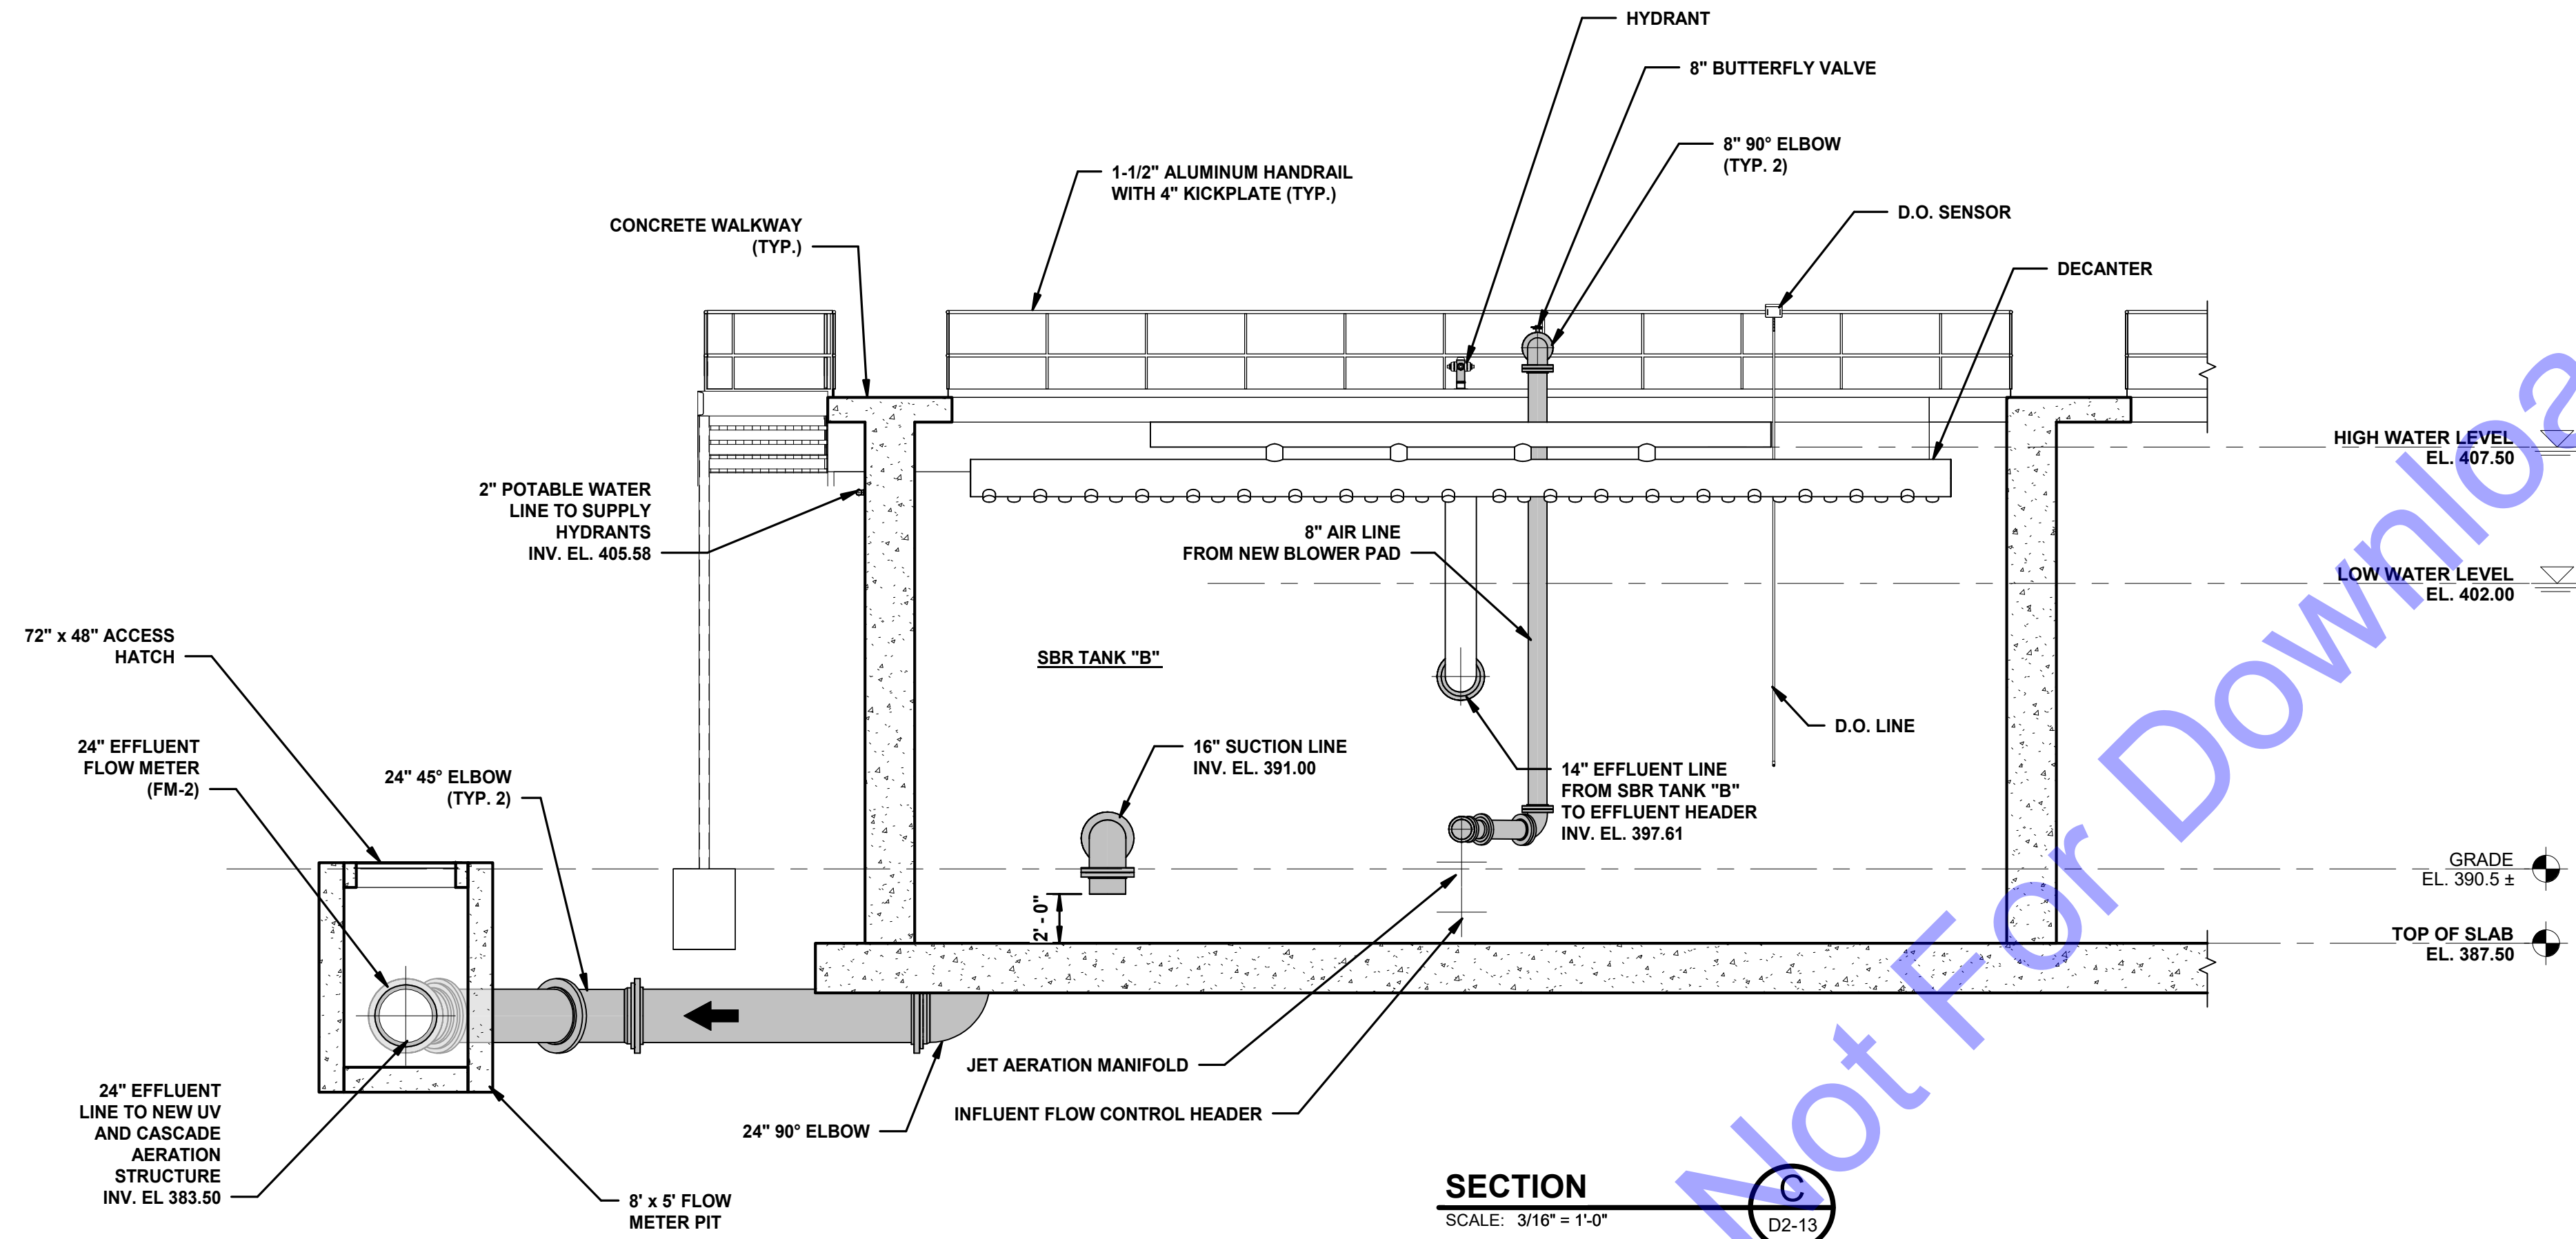 HYDRANT
8" BUTTERFLY VALVE
8" 90° ELBOW
(TYP. 2)
1-1/2" ALUMINUM HANDRAIL
WITH 4" KICKPLATE (TYP.)
D.O. SENSOR
CONCRETE WALKWAY
(TYP.)
DECANTER
HIGH WATER LEVEL
EL. 407.50
2" POTABLE WATER
LINE TO SUPPLY
HYDRANTS
INV. EL. 405.58
8" AIR LINE
FROM NEW BLOWER PAD
LOW WATER LEVEL
EL. 402.00
72" x 48" ACCESS
HATCH
SBR TANK "B"
D.O. LINE
24" EFFLUENT
FLOW METER
(FM-2)
24" 45° ELBOW
(TYP. 2)
16" SUCTION LINE
INV. EL. 391.00
14" EFFLUENT LINE
FROM SBR TANK "B"
TO EFFLUENT HEADER
INV. EL. 397.61
GRADE
EL. 390.5 ±
2' - 0"
TOP OF SLAB
EL. 387.50
JET AERATION MANIFOLD
INFLUENT FLOW CONTROL HEADER
24" 90° ELBOW
24" EFFLUENT
LINE TO NEW UV
AND CASCADE
AERATION
STRUCTURE
INV. EL 383.50
8' x 5' FLOW
METER PIT
SECTION
SCALE: 3/16" = 1'-0"
C
D2-13
Not For Downloa